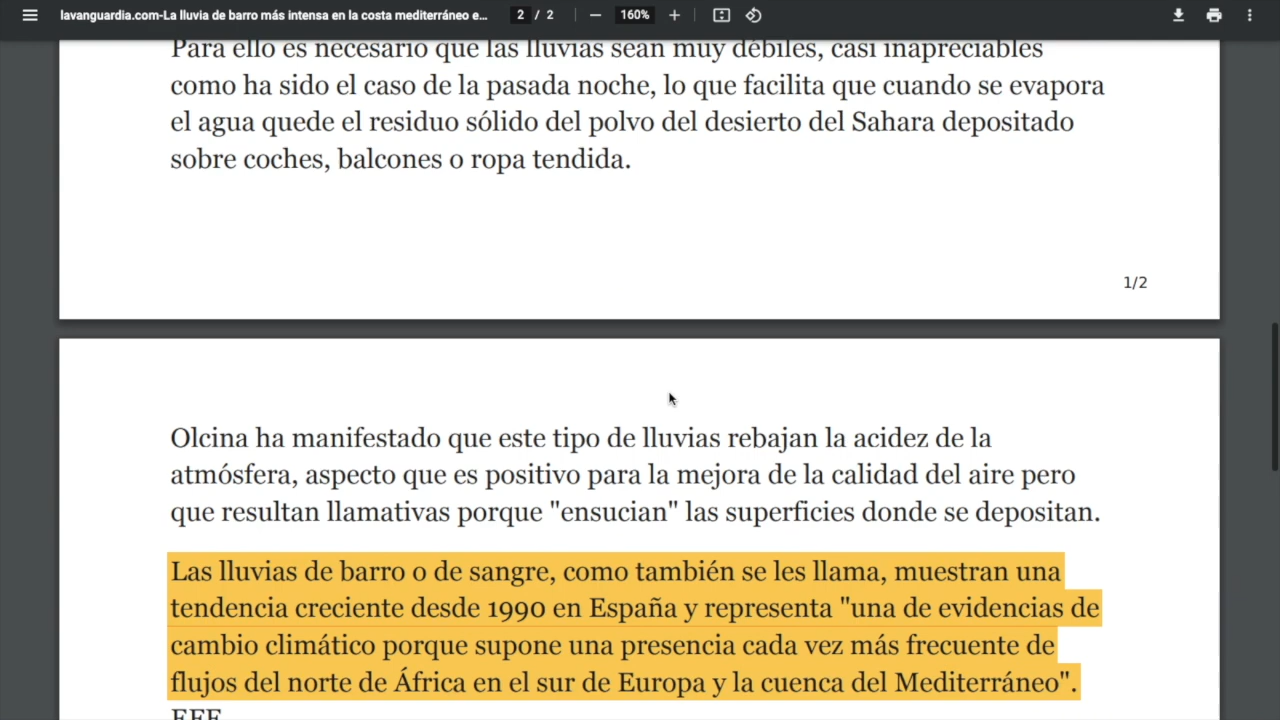 lavanguardia.com-La lluvia de barro más intensa en la costa mediterráneo e...
2 / 2
160%
Para ello es necesario que las lluvias sean muy débiles, casi inapreciables
como ha sido el caso de la pasada noche, lo que facilita que cuando se evapora
el agua quede el residuo sólido del polvo del desierto del Sahara depositado
sobre coches, balcones o ropa tendida.
1/2
Olcina ha manifestado que este tipo de lluvias rebajan la acidez de la
atmósfera, aspecto que es positivo para la mejora de la calidad del aire pero
que resultan llamativas porque "ensucian" las superficies donde se depositan.
Las lluvias de barro o de sangre, como también se les llama, muestran una
tendencia creciente desde 1990 en España y representa "una de evidencias de
cambio climático porque supone una presencia cada vez más frecuente de
flujos del norte de África en el sur de Europa y la cuenca del Mediterráneo".
EFE